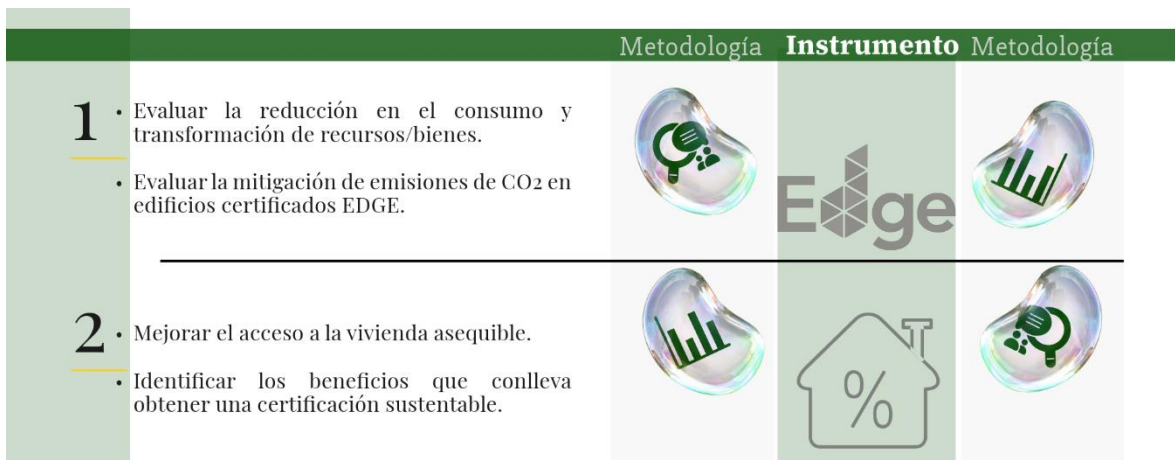 Metodología Instrumento Metodología
1
• Evaluar la reducción en el consumo y
transformación de recursos/bienes.
• Evaluar la mitigación de emisiones de CO2 en
edificios certificados EDGE.
Edge
2
• Mejorar el acceso a la vivienda asequible.
• Identificar los beneficios que conlleva
obtener una certificación sustentable.
%